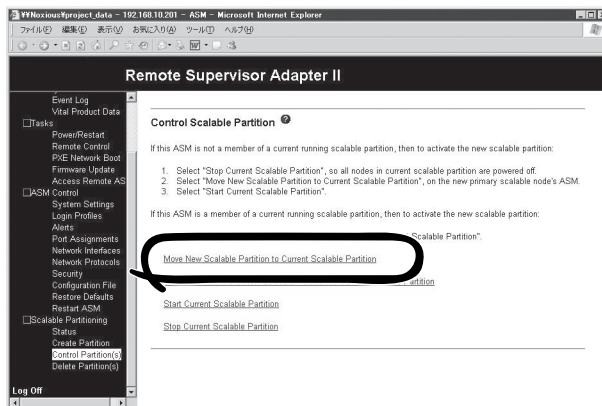 ¥¥Noxious¥project_data - 192.168.10.201 - ASM - Microsoft Internet Explorer
ファイル(F) 編集(E) 表示(V) お気に入り(A) ツール(T) ヘルプ(H)
Remote Supervisor Adapter II
Event Log
Vital Product Data
Tasks
Power/Restart
Remote Control
PXE Network Boot
Firmware Update
Access Remote AS
ASM Control
System Settings
Login Profiles
Alerts
Port Assignments
Network Interfaces
Network Protocols
Security
Configuration File
Restore Defaults
Restart ASM
Scalable Partitioning
Status
Create Partition
Control Partition(s)
Delete Partition(s)
Log Off
Control Scalable Partition
If this ASM is not a member of a current running scalable partition, then to activate the new scalable partition:
1. Select "Stop Current Scalable Partition", so all nodes in current scalable partition are powered off.
2. Select "Move New Scalable Partition to Current Scalable Partition", on the new primary scalable node's ASM.
3. Select "Start Current Scalable Partition".
If this ASM is a member of a current running scalable partition, then to activate the new scalable partition:
Scalable Partition".
Move New Scalable Partition to Current Scalable Partition
artition
Start Current Scalable Partition
Stop Current Scalable Partition